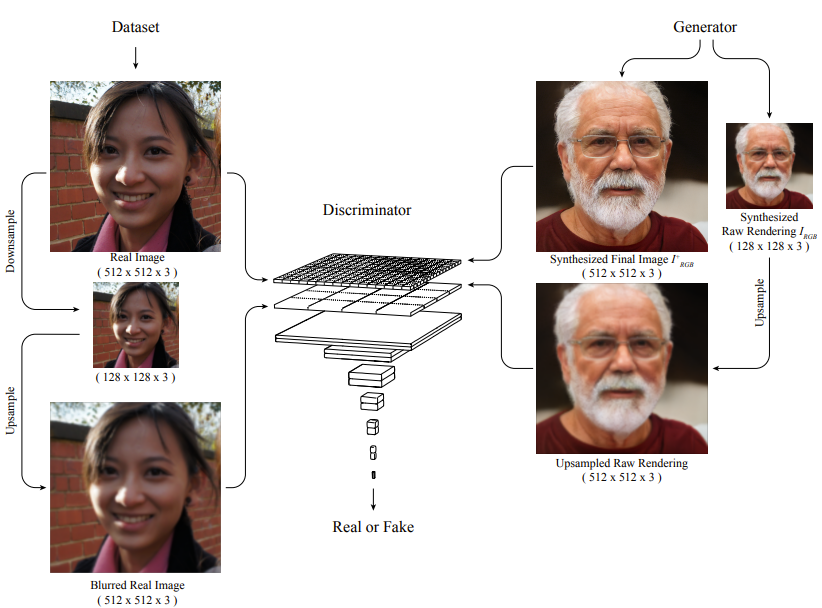 Dataset
Generator
Downsample
Real Image
( 512 x 512 x 3 )
( 128 x 128 x 3 )
Upsample
Blurred Real Image
( 512 x 512 x 3 )
Discriminator
Real or Fake
Synthesized Final Image I⁺RGB
( 512 x 512 x 3 )
Synthesized
Raw Rendering IRGB
( 128 x 128 x 3 )
Upsample
Upsampled Raw Rendering
( 512 x 512 x 3 )